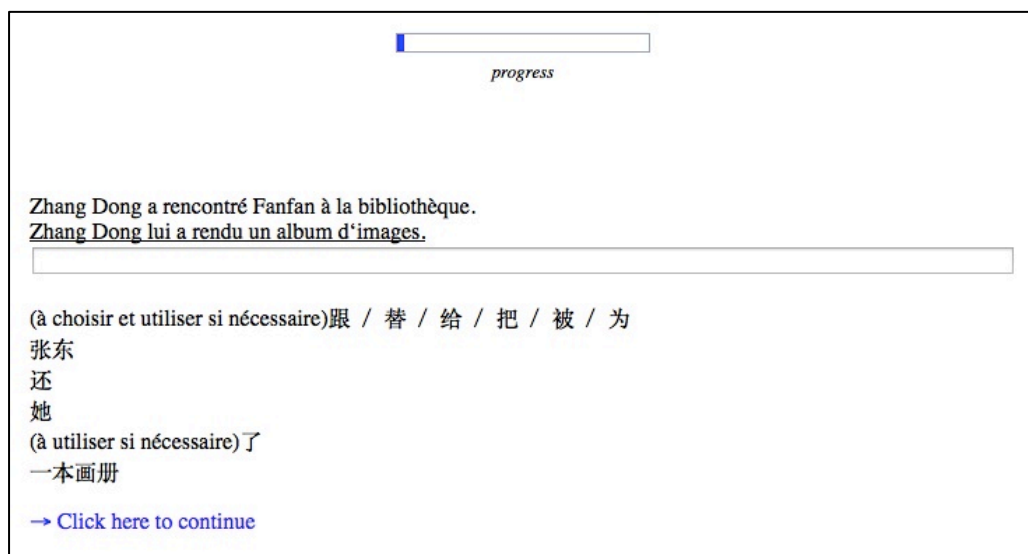 progress
Zhang Dong a rencontré Fanfan à la bibliothèque.
Zhang Dong lui a rendu un album d‘images.
(à choisir et utiliser si nécessaire)跟 / 替 / 给 / 把 / 被 / 为
张东
还
她
(à utiliser si nécessaire)了
一本画册
→ Click here to continue